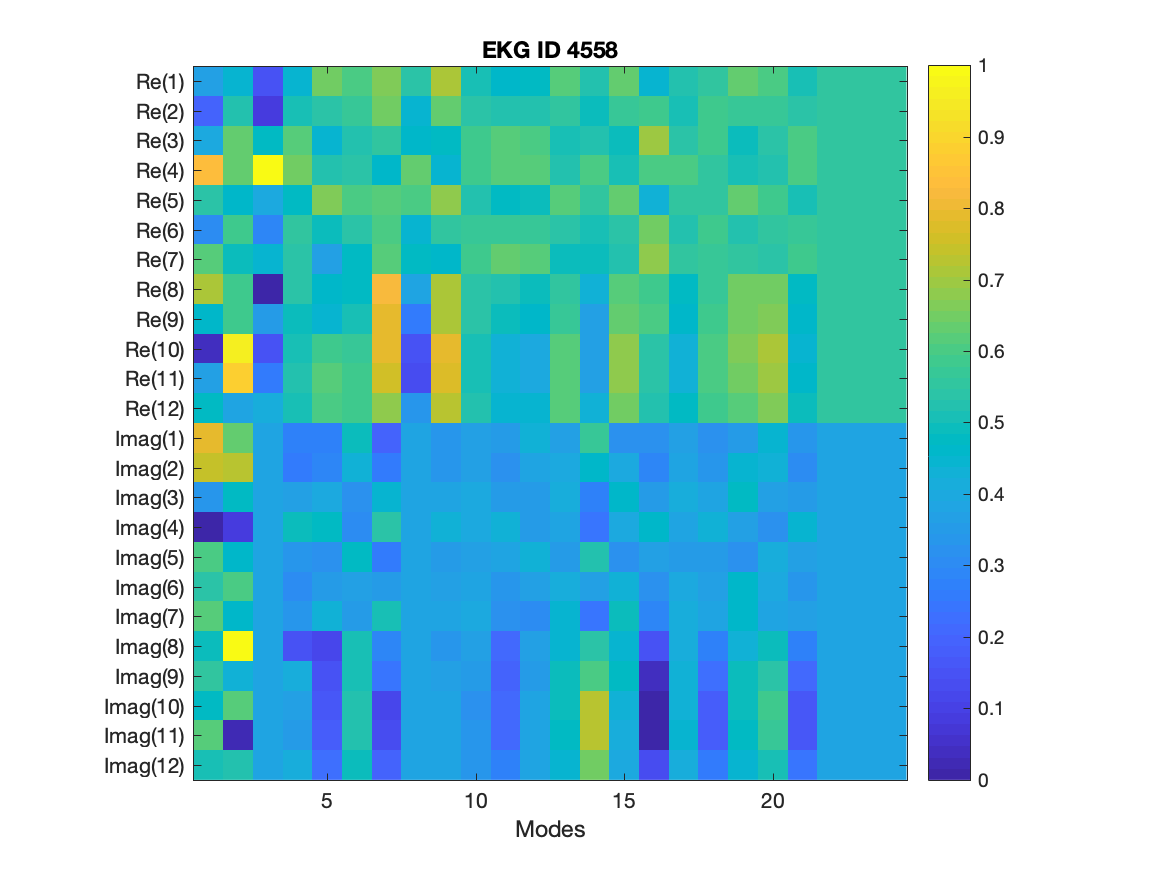 EKG ID 4558
Re(1)
Re(2)
Re(3)
Re(4)
Re(5)
Re(6)
Re(7)
Re(8)
Re(9)
Re(10)
Re(11)
Re(12)
Imag(1)
Imag(2)
Imag(3)
Imag(4)
Imag(5)
Imag(6)
Imag(7)
Imag(8)
Imag(9)
Imag(10)
Imag(11)
Imag(12)
5 10 15 20
Modes
1
0.9
0.8
0.7
0.6
0.5
0.4
0.3
0.2
0.1
0